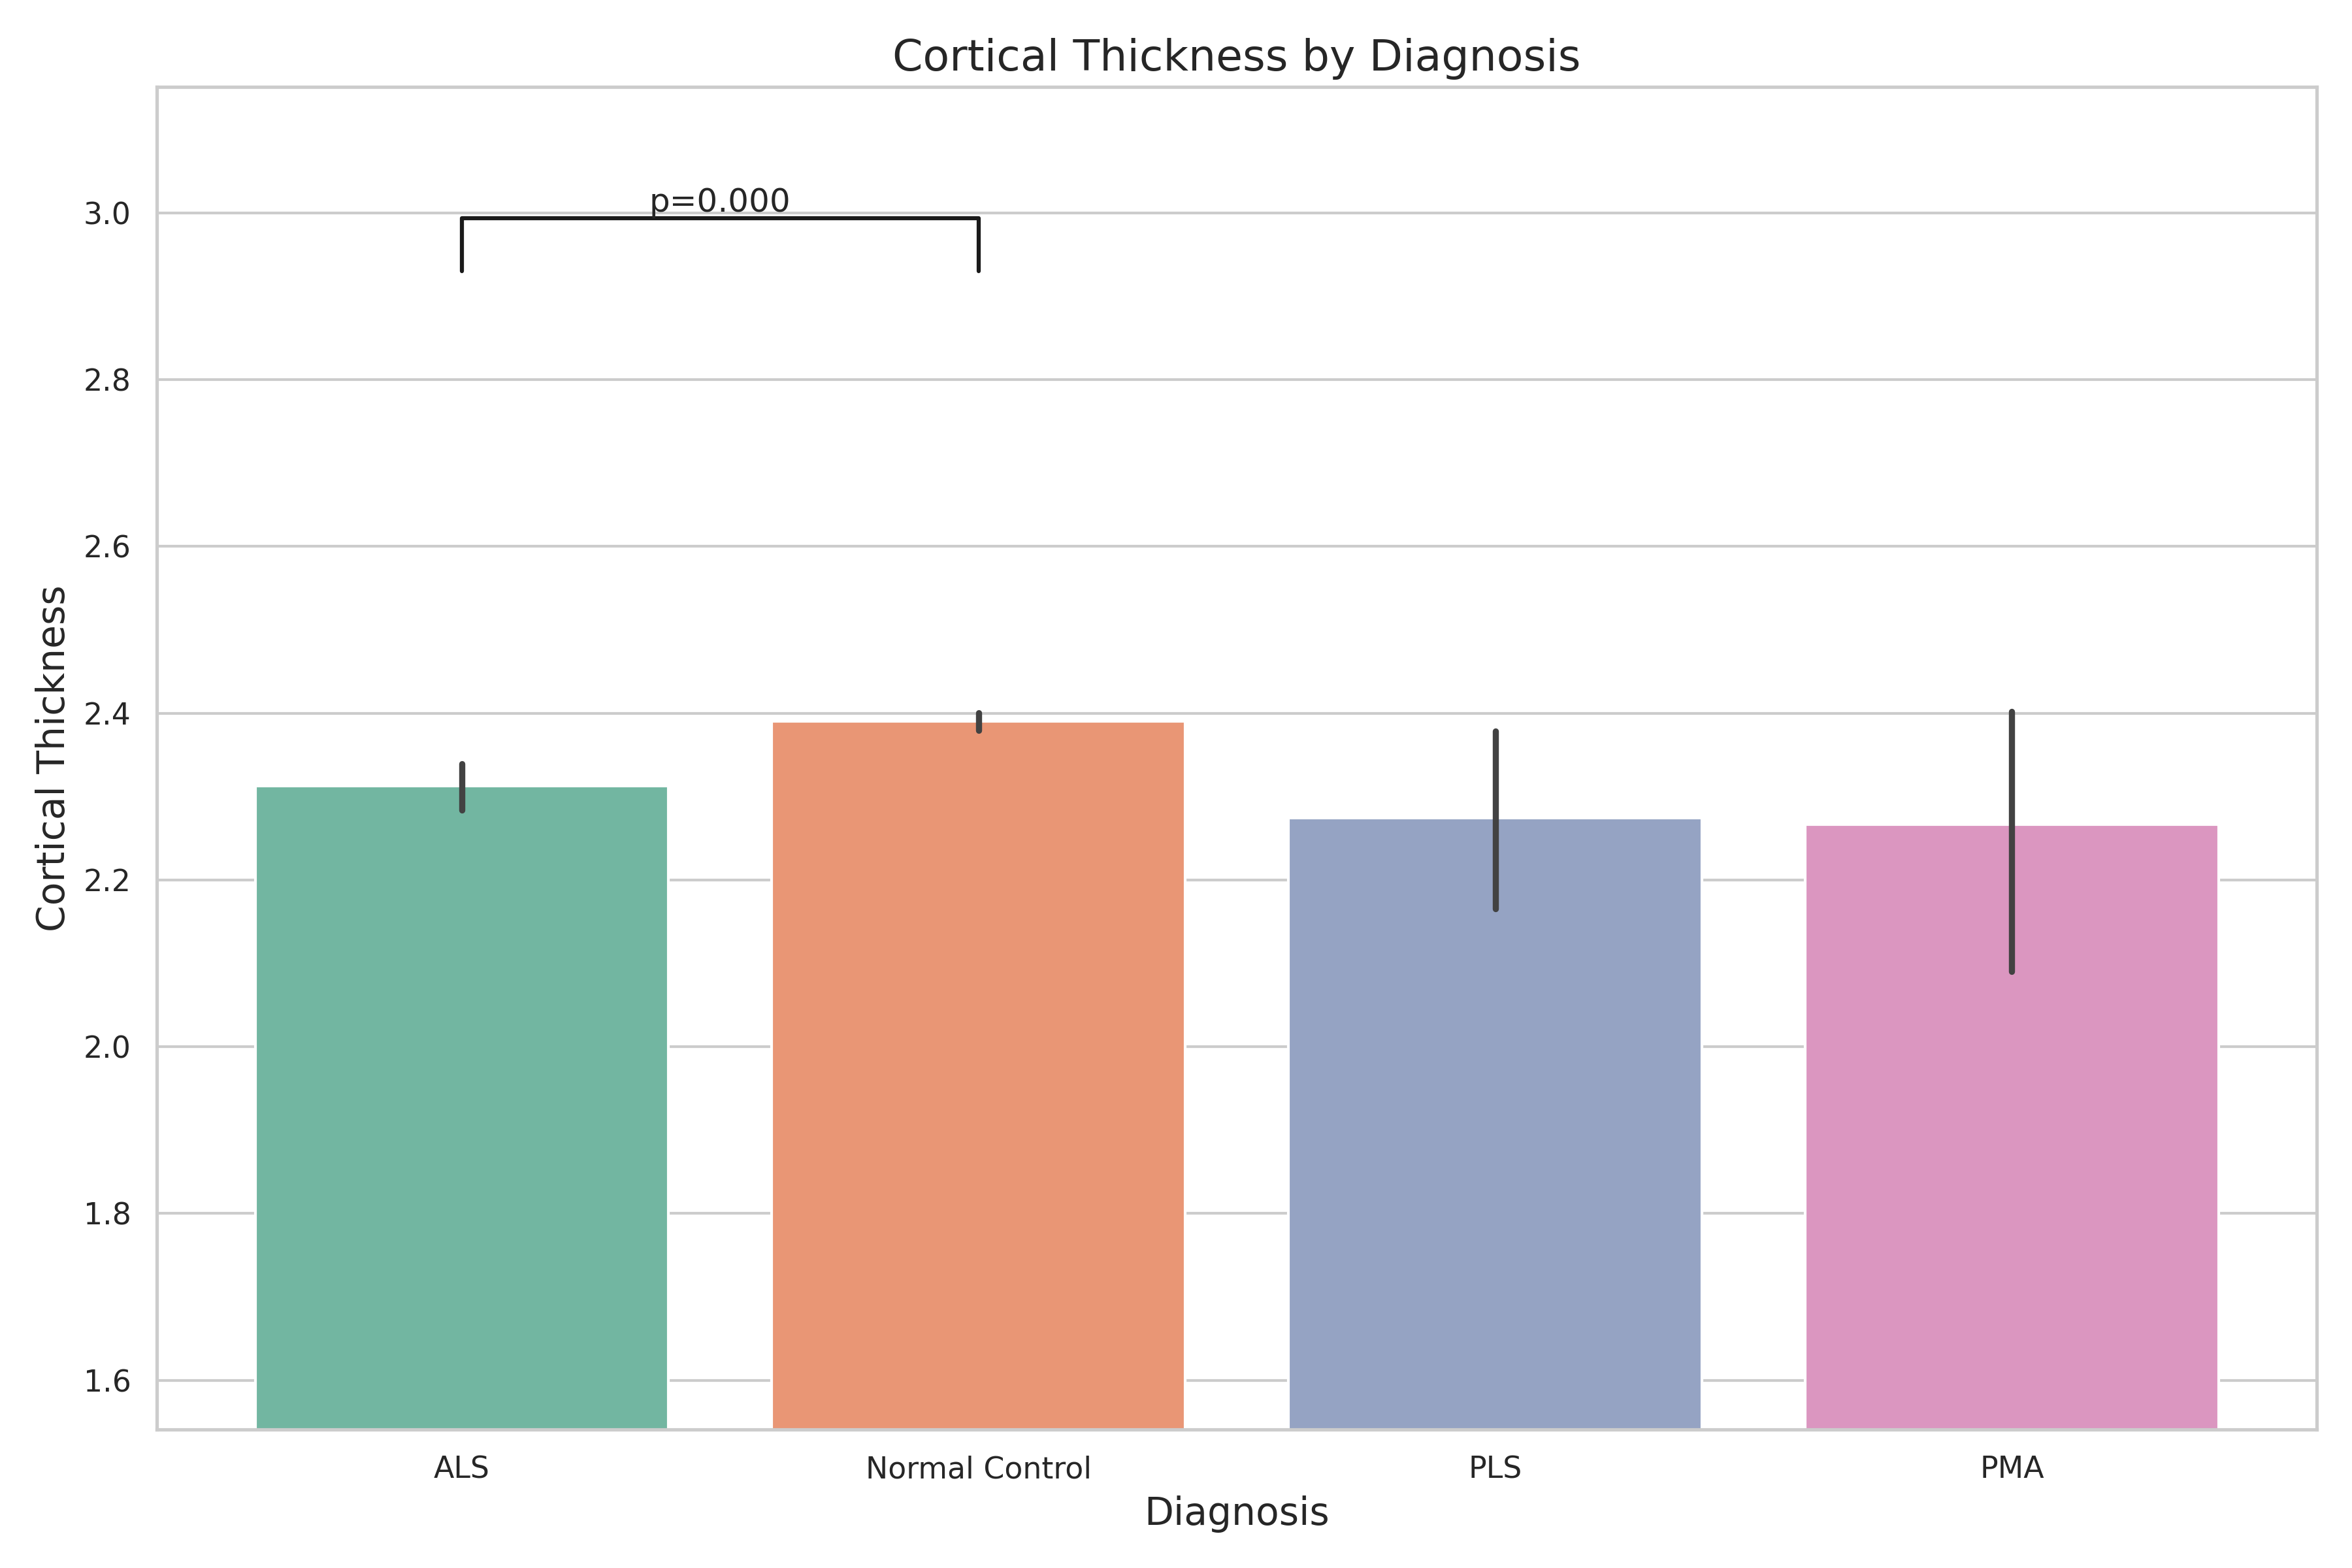 Cortical Thickness by Diagnosis
p=0.000
3.0
2.8
2.6
2.4
2.2
2.0
1.8
1.6
Cortical Thickness
ALS
Normal Control
PLS
PMA
Diagnosis